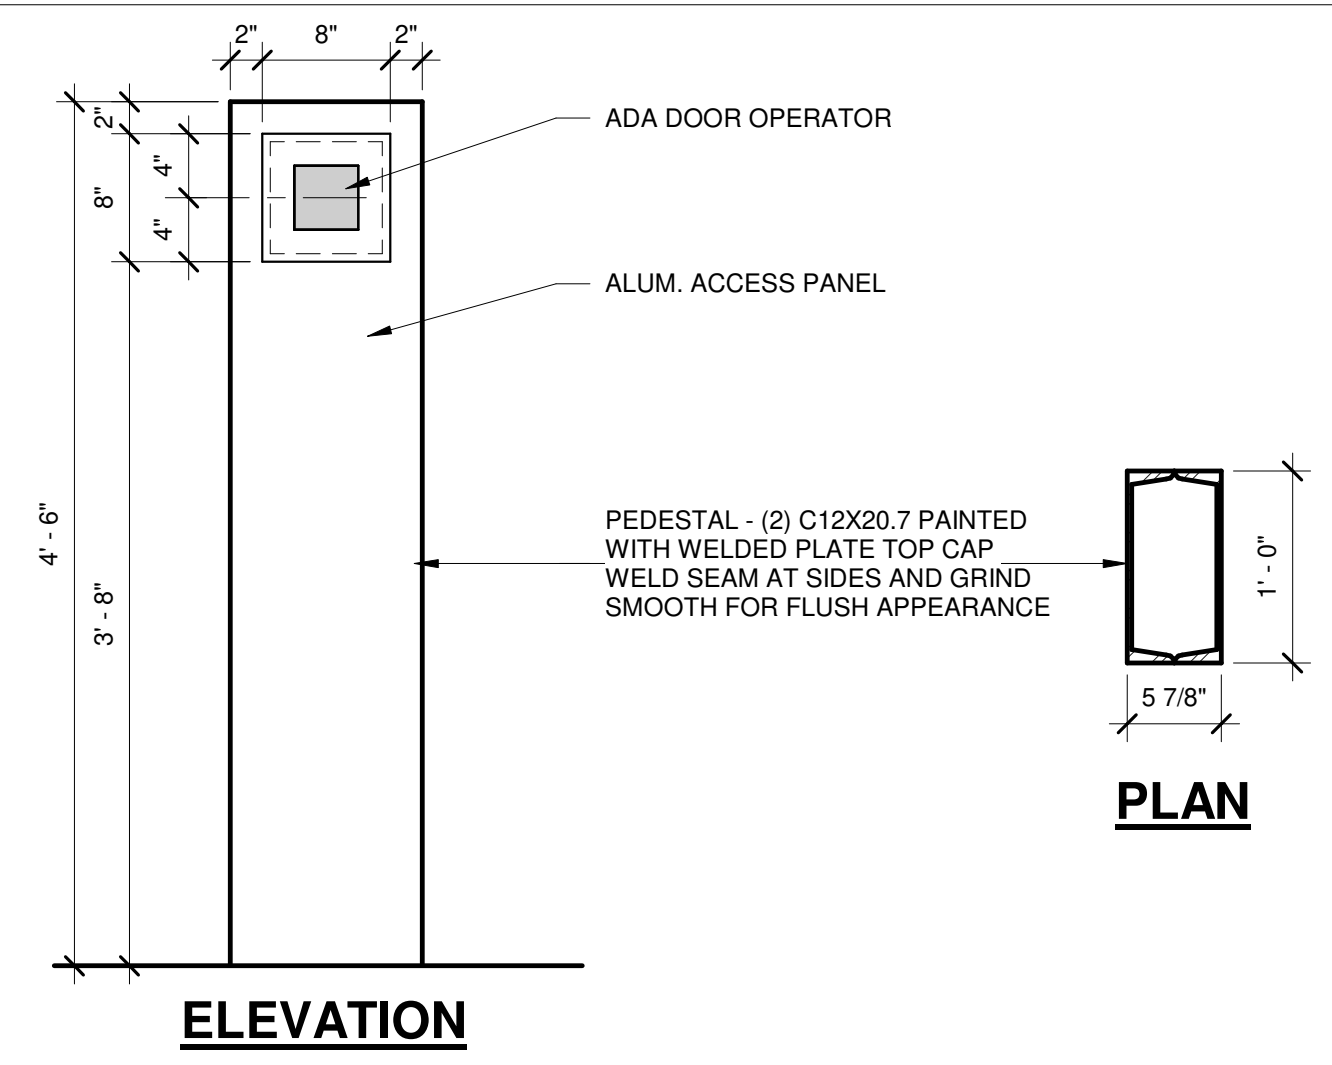 2" 8" 2"
2"
4"
8"
4"
4' - 6"
3' - 8"
ADA DOOR OPERATOR
ALUM. ACCESS PANEL
PEDESTAL - (2) C12X20.7 PAINTED
WITH WELDED PLATE TOP CAP
WELD SEAM AT SIDES AND GRIND
SMOOTH FOR FLUSH APPEARANCE
1' - 0"
5 7/8"
PLAN
ELEVATION